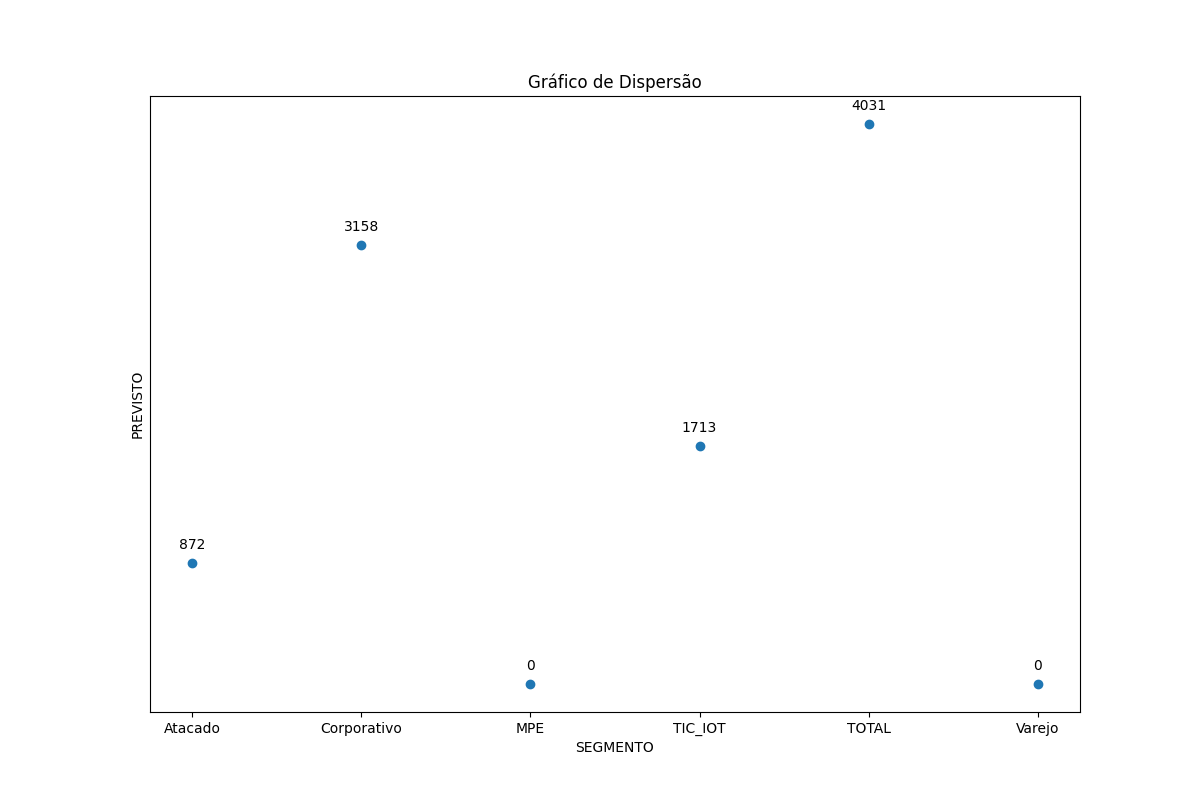 Gráfico de Dispersão
4031
3158
1713
872
0
0
PREVISTO
Atacado
Corporativo
MPE
TIC_IOT
TOTAL
Varejo
SEGMENTO